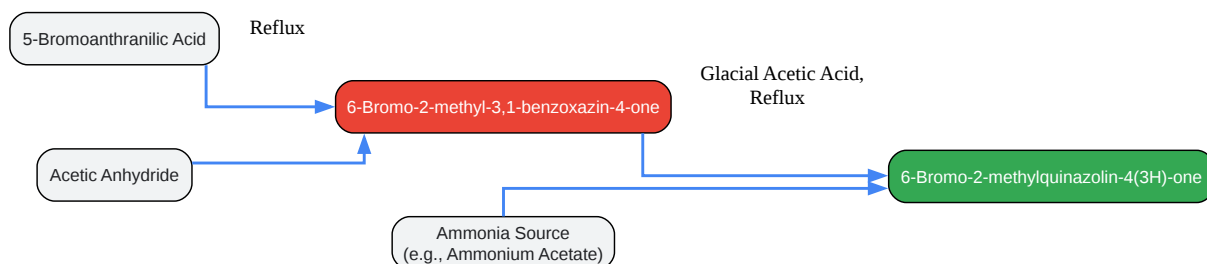 5-Bromoanthranilic Acid
Reflux
Glacial Acetic Acid,
Reflux
6-Bromo-2-methyl-3,1-benzoxazin-4-one
Acetic Anhydride
6-Bromo-2-methylquinazolin-4(3H)-one
Ammonia Source
(e.g., Ammonium Acetate)